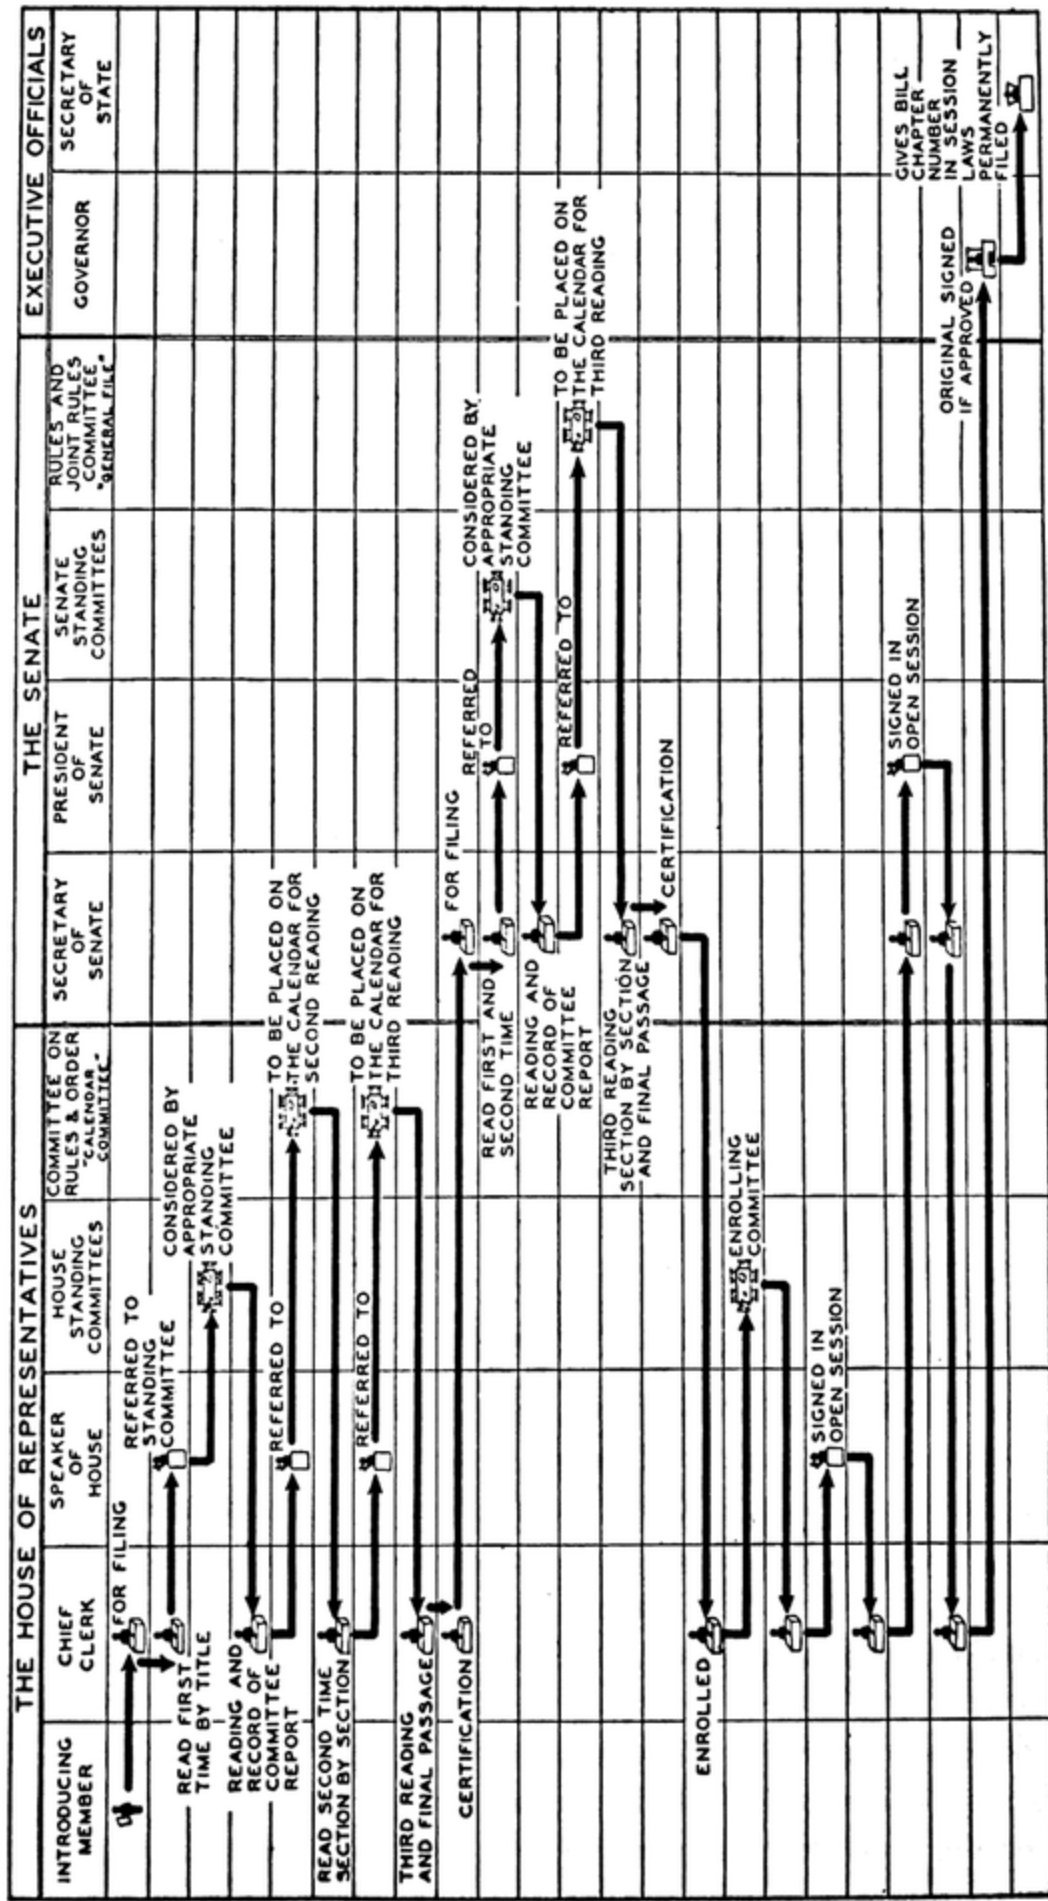 THE HOUSE OF REPRESENTATIVES
THE SENATE
EXECUTIVE OFFICIALS
INTRODUCING
MEMBER
CHIEF
CLERK
SPEAKER
OF
HOUSE
HOUSE
STANDING
COMMITTEES
COMMITTEE ON
RULES & ORDER
"CALENDAR
COMMITTEE"
SECRETARY
OF
SENATE
PRESIDENT
OF
SENATE
SENATE
STANDING
COMMITTEES
RULES AND
JOINT RULES
COMMITTEE
"GENERAL FILE"
GOVERNOR
SECRETARY
OF
STATE
FOR FILING
READ FIRST
TIME BY TITLE
REFERRED TO
STANDING
COMMITTEE
CONSIDERED BY
APPROPRIATE
STANDING
COMMITTEE
READING AND
RECORD OF
COMMITTEE
REPORT
REFERRED TO
TO BE PLACED ON
THE CALENDAR FOR
SECOND READING
READ SECOND TIME
SECTION BY SECTION
REFERRED TO
TO BE PLACED ON
THE CALENDAR FOR
THIRD READING
THIRD READING
AND FINAL PASSAGE
CERTIFICATION
FOR FILING
READ FIRST AND
SECOND TIME
REFERRED
TO
CONSIDERED BY
APPROPRIATE
STANDING
COMMITTEE
READING AND
RECORD OF
COMMITTEE
REPORT
REFERRED TO
TO BE PLACED ON
THE CALENDAR FOR
THIRD READING
THIRD READING
SECTION BY SECTION
AND FINAL PASSAGE
CERTIFICATION
ENROLLED
ENROLLING
COMMITTEE
SIGNED IN
OPEN SESSION
SIGNED IN
OPEN SESSION
ORIGINAL SIGNED
IF APPROVED
GIVES BILL
CHAPTER
NUMBER
IN SESSION
LAWS
PERMANENTLY
FILED